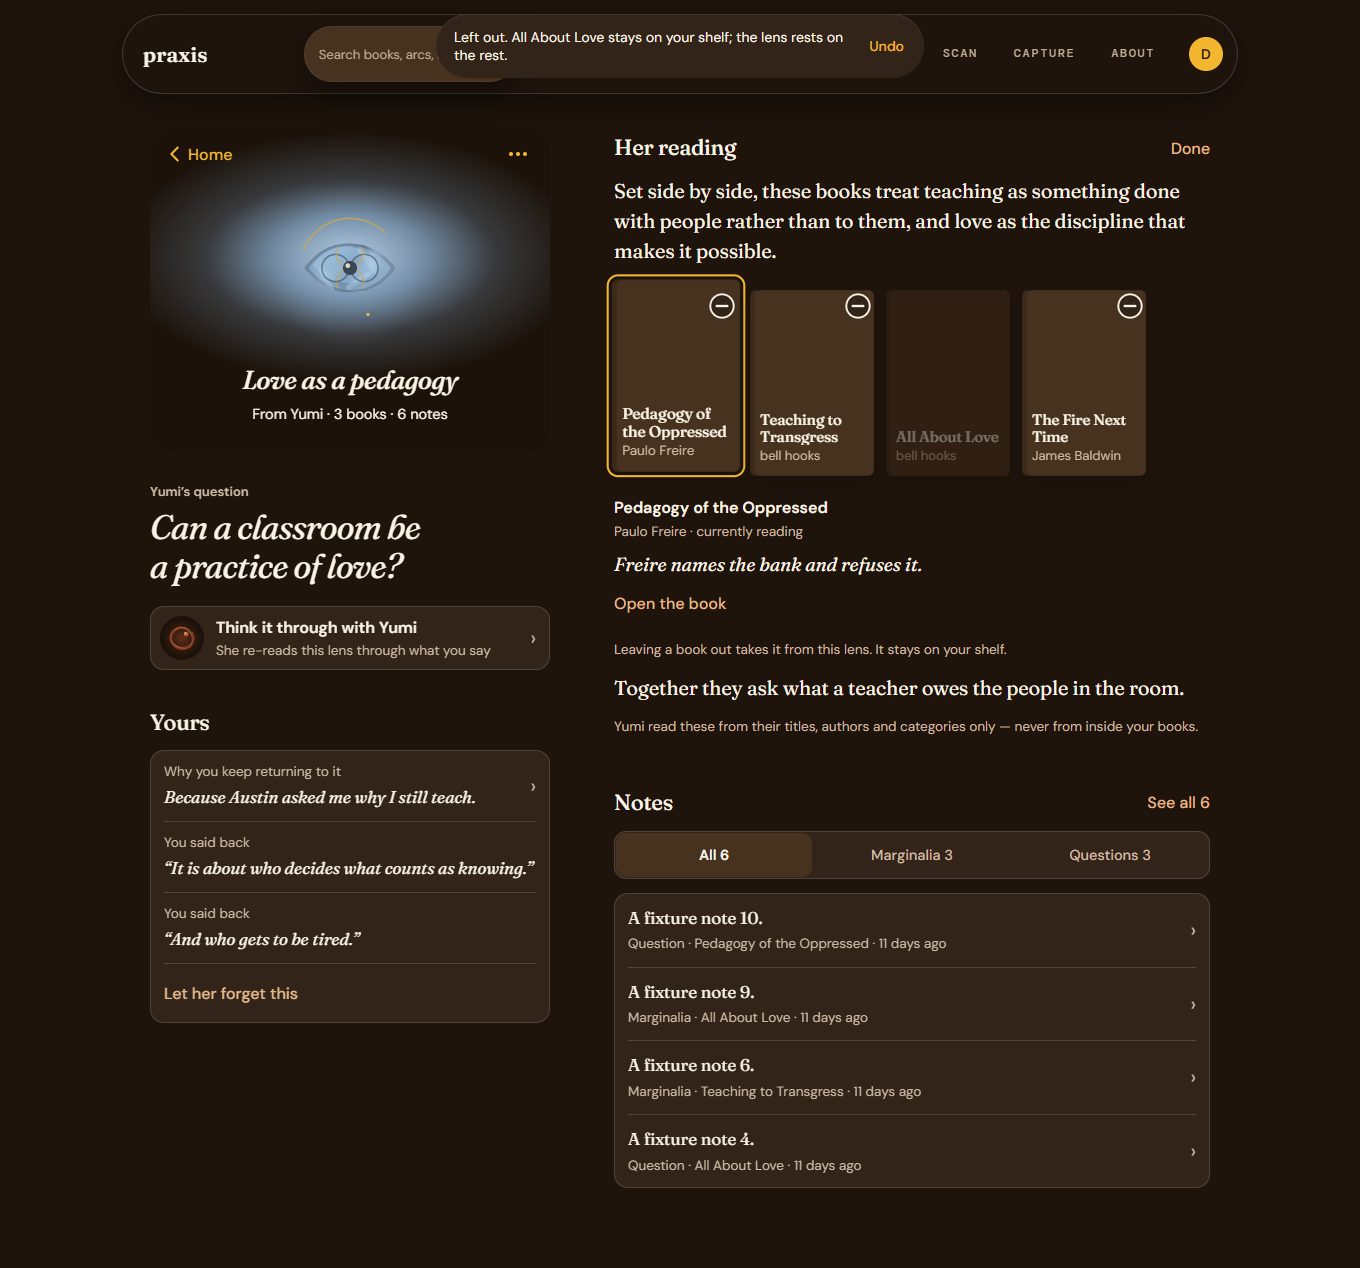 praxis
Search books, arcs,
Left out. All About Love stays on your shelf; the lens rests on
the rest.
Undo
SCAN
CAPTURE
ABOUT
D
Home
Love as a pedagogy
From Yumi · 3 books · 6 notes
Yumi's question
Can a classroom be
a practice of love?
Think it through with Yumi
She re-reads this lens through what you say
Yours
Why you keep returning to it
Because Austin asked me why I still teach.
You said back
“It is about who decides what counts as knowing.”
You said back
“And who gets to be tired.”
Let her forget this
Her reading
Done
Set side by side, these books treat teaching as something done
with people rather than to them, and love as the discipline that
makes it possible.
Pedagogy of
the Oppressed
Paulo Freire
Teaching to
Transgress
bell hooks
All About Love
bell hooks
The Fire Next
Time
James Baldwin
Pedagogy of the Oppressed
Paulo Freire · currently reading
Freire names the bank and refuses it.
Open the book
Leaving a book out takes it from this lens. It stays on your shelf.
Together they ask what a teacher owes the people in the room.
Yumi read these from their titles, authors and categories only — never from inside your books.
Notes
See all 6
All 6
Marginalia 3
Questions 3
A fixture note 10.
Question · Pedagogy of the Oppressed · 11 days ago
A fixture note 9.
Marginalia · All About Love · 11 days ago
A fixture note 6.
Marginalia · Teaching to Transgress · 11 days ago
A fixture note 4.
Question · All About Love · 11 days ago